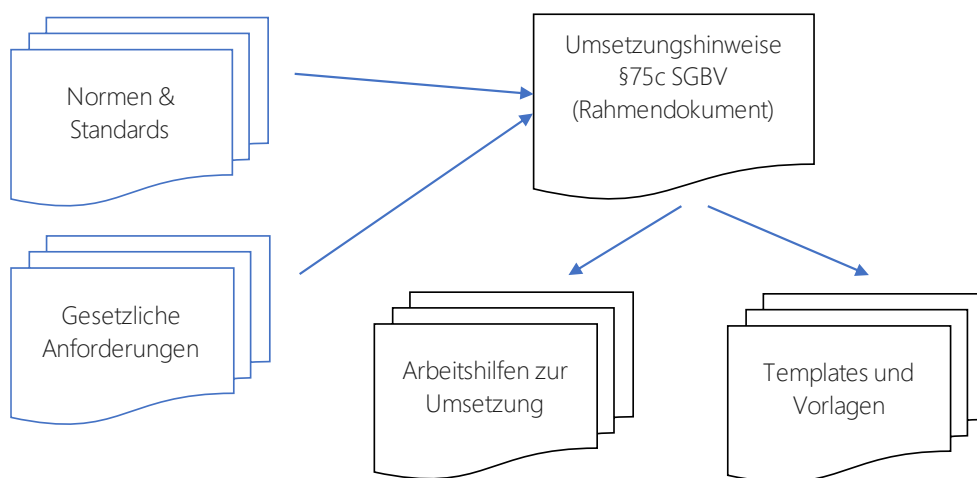 Normen &
Standards
Umsetzungshinweise
§75c SGBV
(Rahmendokument)
Gesetzliche
Anforderungen
Arbeitshilfen zur
Umsetzung
Templates und
Vorlagen